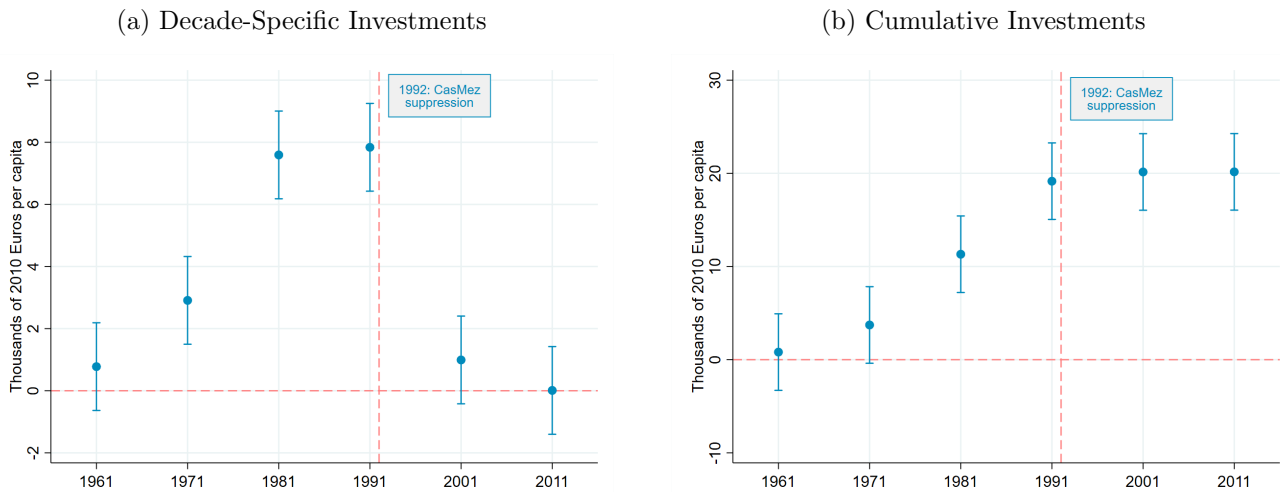 (a) Decade-Specific Investments
Thousands of 2010 Euros per capita
10
8
6
4
2
0
-2
1992: CasMez
suppression
1961 1971 1981 1991 2001 2011
(b) Cumulative Investments
Thousands of 2010 Euros per capita
30
20
10
0
-10
1992: CasMez
suppression
1961 1971 1981 1991 2001 2011